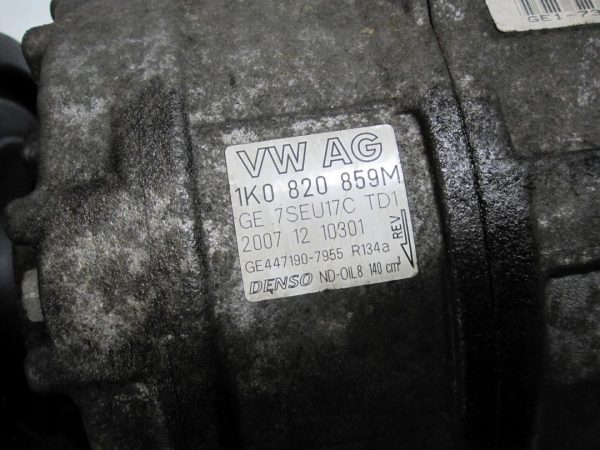 VW AG
1K0 820 859M
GE 7SEU17C TD1
2007 12 10301
GE447190-7955 R134a
REV
DENSO ND-OIL8 140 cm³